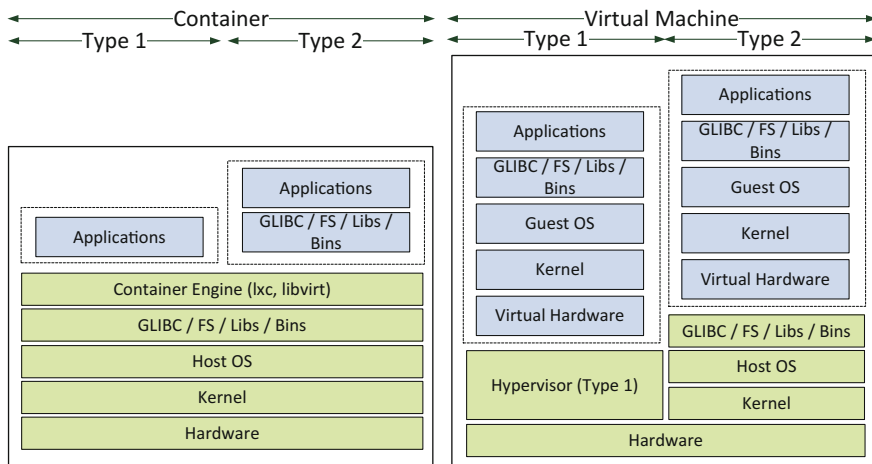 Container
Type 1
Type 2
Applications
Applications
GLIBC / FS / Libs /
Bins
Container Engine (lxc, libvirt)
GLIBC / FS / Libs / Bins
Host OS
Kernel
Hardware
Virtual Machine
Type 1
Type 2
Applications
GLIBC / FS / Libs /
Bins
Guest OS
Kernel
Virtual Hardware
Hypervisor (Type 1)
Applications
GLIBC / FS / Libs /
Bins
Guest OS
Kernel
Virtual Hardware
GLIBC / FS / Libs / Bins
Host OS
Kernel
Hardware